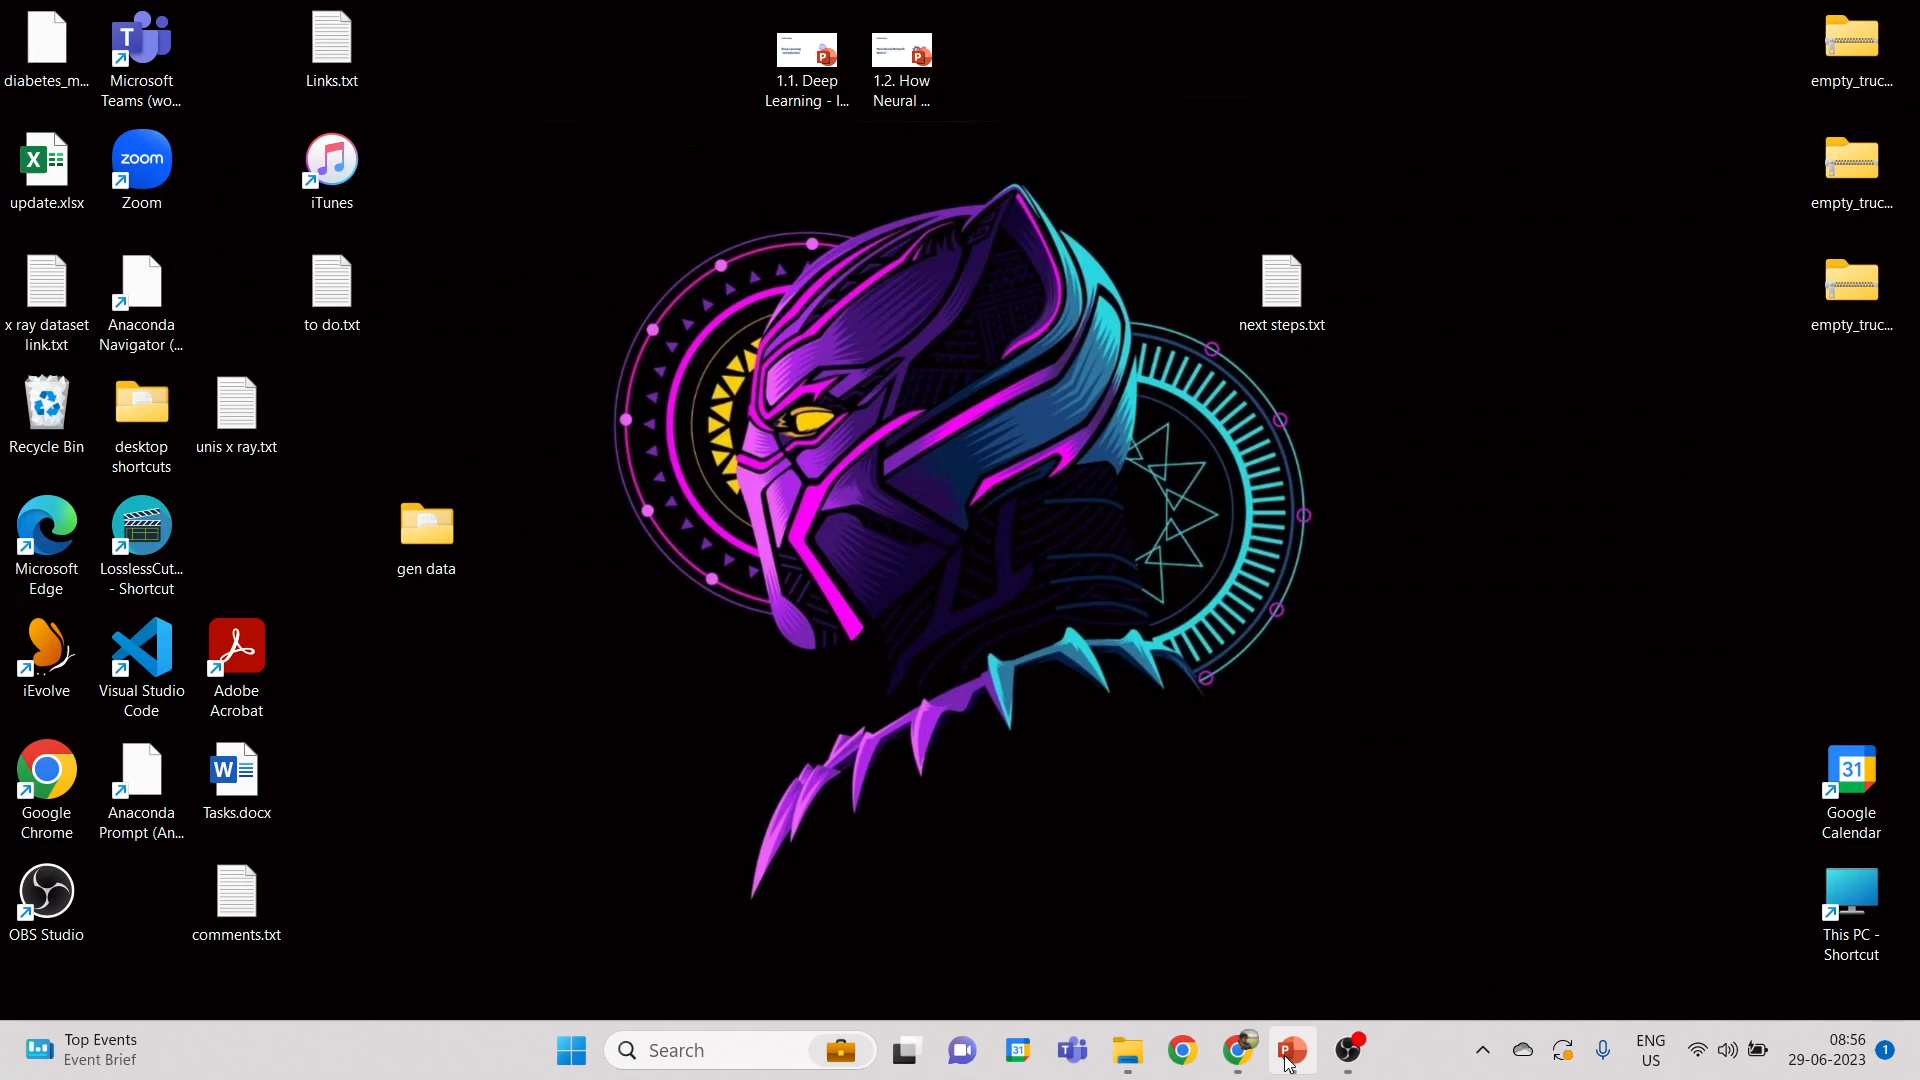 diabetes_m...
Microsoft
Teams (wo...
Links.txt
1.1. Deep
Learning - I...
1.2. How
Neural ...
empty_truc...
update.xlsx
zoom
Zoom
iTunes
empty_truc...
x ray dataset
link.txt
Anaconda
Navigator (...
to do.txt
next steps.txt
empty_truc...
Recycle Bin
desktop
shortcuts
unis x ray.txt
Microsoft
Edge
LosslessCut...
- Shortcut
gen data
iEvolve
Visual Studio
Code
Adobe
Acrobat
Google
Chrome
Anaconda
Prompt (An...
Tasks.docx
31
Google
Calendar
OBS Studio
comments.txt
This PC -
Shortcut
Top Events
Event Brief
Search
31
ENG
US
08:56
29-06-2023
1